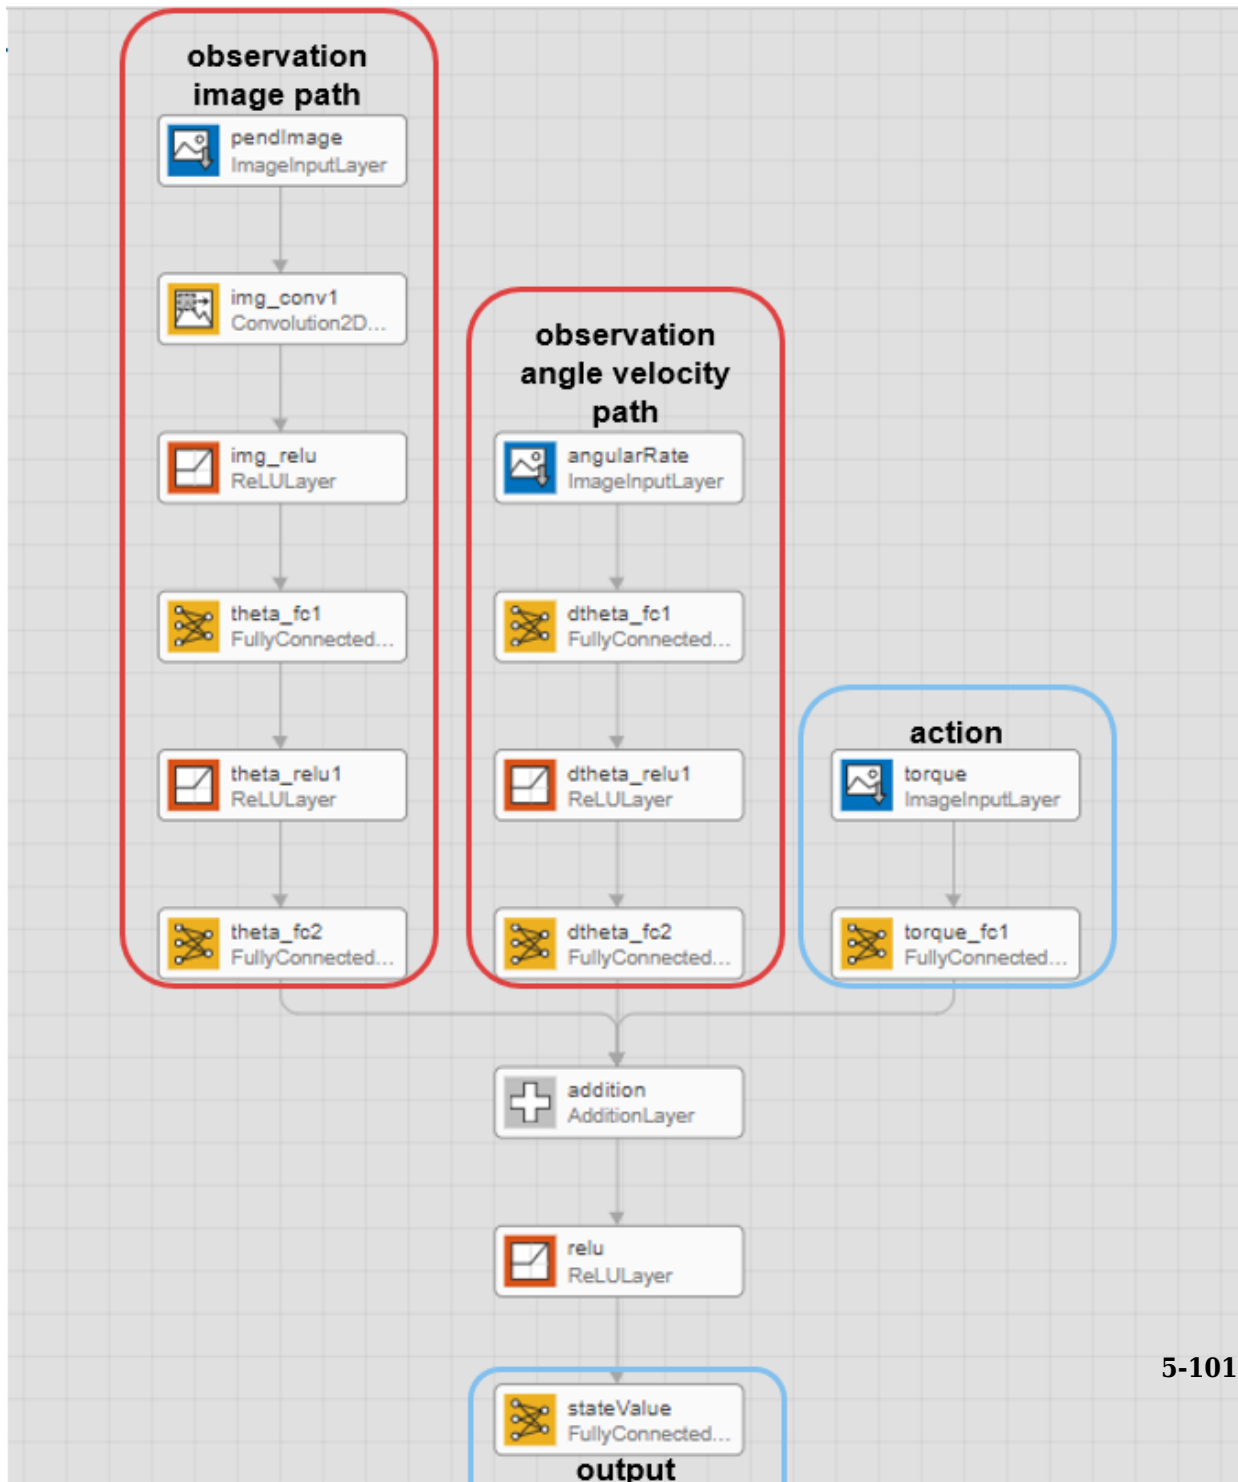 observation
image path
pendImage
ImageInputLayer
img_conv1
Convolution2D...
img_relu
ReLULayer
theta_fc1
FullyConnected...
theta_relu1
ReLULayer
theta_fc2
FullyConnected...
observation
angle velocity
path
angularRate
ImageInputLayer
dtheta_fc1
FullyConnected...
dtheta_relu1
ReLULayer
dtheta_fc2
FullyConnected...
action
torque
ImageInputLayer
torque_fc1
FullyConnected...
addition
AdditionLayer
relu
ReLULayer
stateValue
FullyConnected...
output
5-101